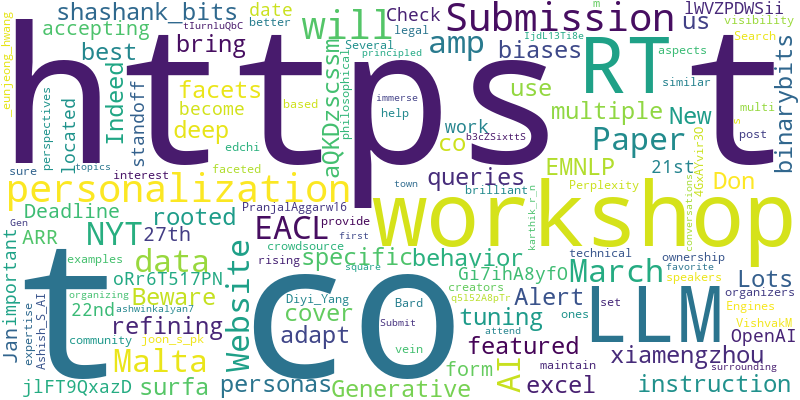 _eunjeong_hwang
accepting
shashank_bits
tIurnluQbC
date
better
Check
legal
Submission
m
IjdL13Ti8e
lWVZPDWSii
us
visibility
Search
https
t
best
bring
will
amp
biases
RT
Several
principled
aspects
similar
multi
binarybits
Indeed
facets
become
deep
aQKDzscssm
philosophical
immerse
based
help
use
multiple
New
post
perspectives
located
standoff
work
b3cZSixttS
co
Paper
21st
4GxAYvir3O
sure
topics
edchi
interest
faceted
queries
EMNLP
Perplexity
conversations
Don
personalization
town
brilliant
workshop
Deadline
rooted
PranjalAggarw16
provide
EACL
karthik_r_n
Gen
important
Jan
ARR
NYT
27th
crowdsource
first
specific
behavior
technical
ownership
favorite
examples
t
Website
data
rising
square
co
Gi7ihA8yfO
March
speakers
22nd
oRr6T517PN
Diyi_Yang
creators
LLM
Lots
organizers
expertise
Ashish_S_AI
organizing
Beware
cover
Bard
q5152A8pTr
Alert
set
Engines
VishvakM
ashwinkalyan7
refining
adapt
Submit
tuning
ones
OpenAI
community
joon_s_pk
vein
attend
featured
xiamengzhou
Malta
surfa
form
AI
maintain
surrounding
jlFT9QxazD
personas
Generative
excel
instruction